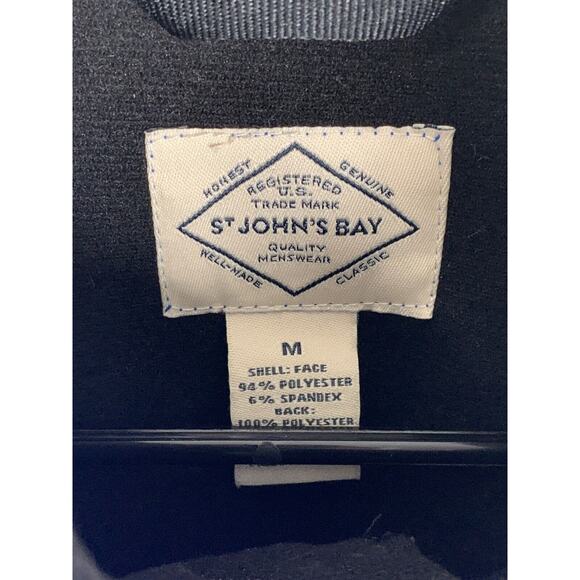 HONEST
GENUINE
REGISTERED
U.S.
TRADE MARK
ST JOHN'S BAY
QUALITY
MENSWEAR
WELL-MADE
CLASSIC
M
SHELL: FACE
94% POLYESTER
6% SPANDEX
BACK:
100% POLYESTER